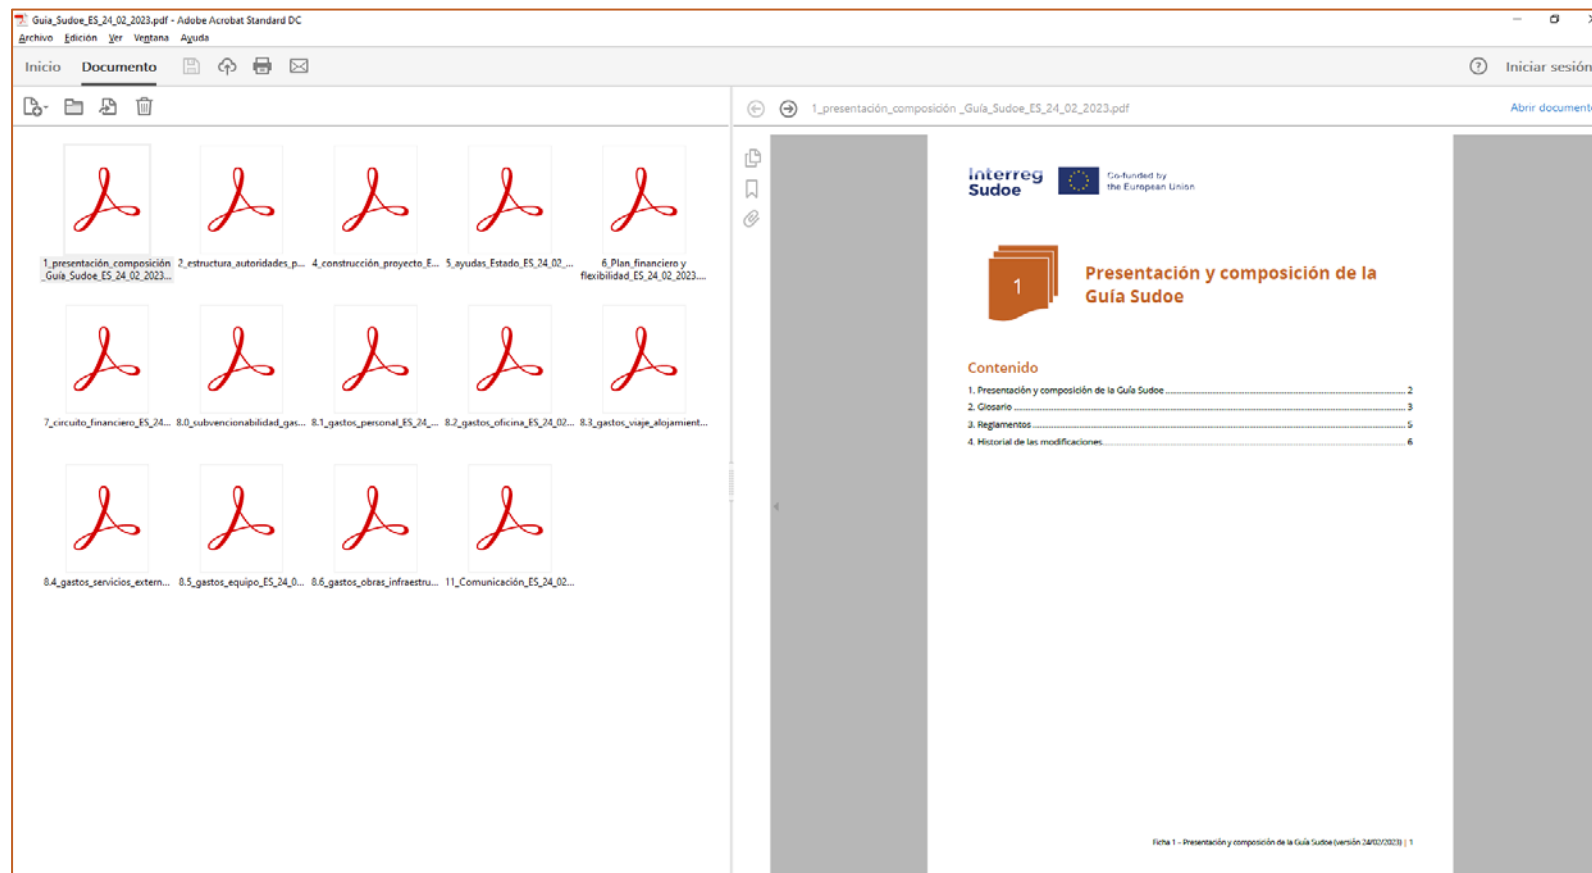 Guia_Sudoe_ES_24_02_2023.pdf - Adobe Acrobat Standard DC
Archivo Edición Ver Ventana Ayuda
Inicio Documento
? Iniciar sesión
1_presentación_composición _Guía_Sudoe_ES_24_02_2023.pdf
Abrir documento
1_presentación_composición
_Guía_Sudoe_ES_24_02_2023...
2_estructura_autoridades_p...
4_construcción_proyecto_E...
5_ayudas_Estado_ES_24_02_...
6_Plan_financiero y
flexibilidad_ES_24_02_2023....
7_circuito_financiero_ES_24...
8.0_subvencionabilidad_gas...
8.1_gastos_personal_ES_24_...
8.2_gastos_oficina_ES_24_02...
8.3_gastos_viaje_alojamient...
8.4_gastos_servicios_extern...
8.5_gastos_equipo_ES_24_0...
8.6_gastos_obras_infraestru...
11_Comunicación_ES_24_02...
Interreg
Sudoe
Co-funded by
the European Union
1
Presentación y composición de la
Guía Sudoe
Contenido
1. Presentación y composición de la Guía Sudoe 2
2. Glosario 3
3. Reglamentos 5
4. Historial de las modificaciones 6
Ficha 1 – Presentación y composición de la Guía Sudoe (versión 24/02/2023) | 1